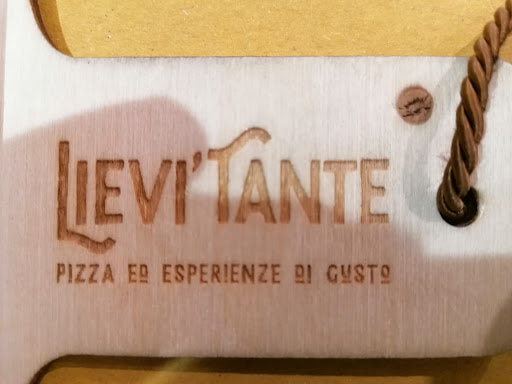 LIEVI'TANTE
PIZZA ED ESPERIENZE DI GUSTO